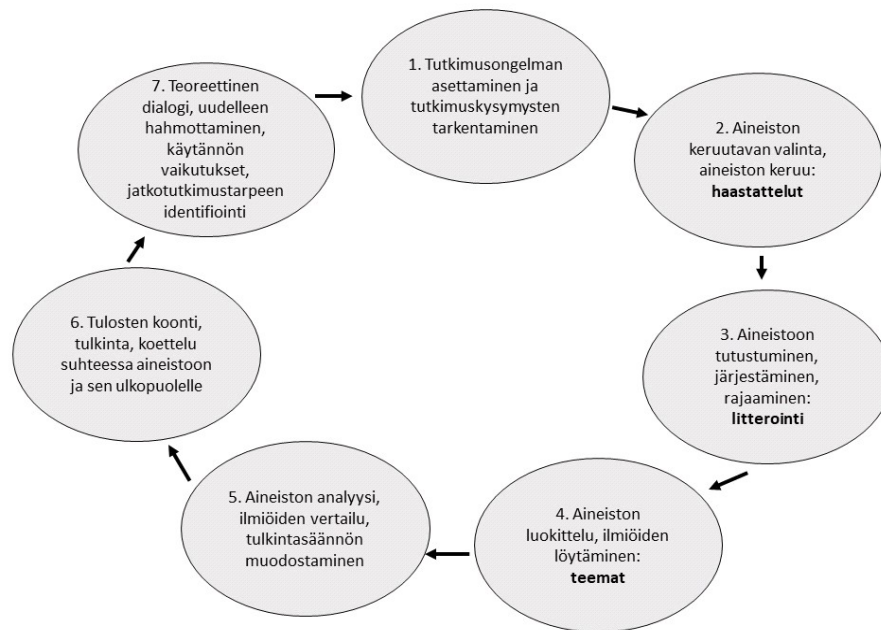 1. Tutkimusongelman
asettaminen ja
tutkimuskysymysten
tarkentaminen
2. Aineiston
keruutavan valinta,
aineiston keruu:
haastattelut
3. Aineistoon
tutustuminen,
järjestäminen,
rajaaminen:
litterointi
4. Aineiston
luokittelu, ilmiöiden
löytäminen:
teemat
5. Aineiston analyysi,
ilmiöiden vertailu,
tulkintasäännön
muodostaminen
6. Tulosten koonti,
tulkinta, koettelu
suhteessa aineistoon
ja sen ulkopuolelle
7. Teoreettinen
dialogi, uudelleen
hahmottaminen,
käytännön
vaikutukset,
jatkotutkimustarpeen
identifiointi